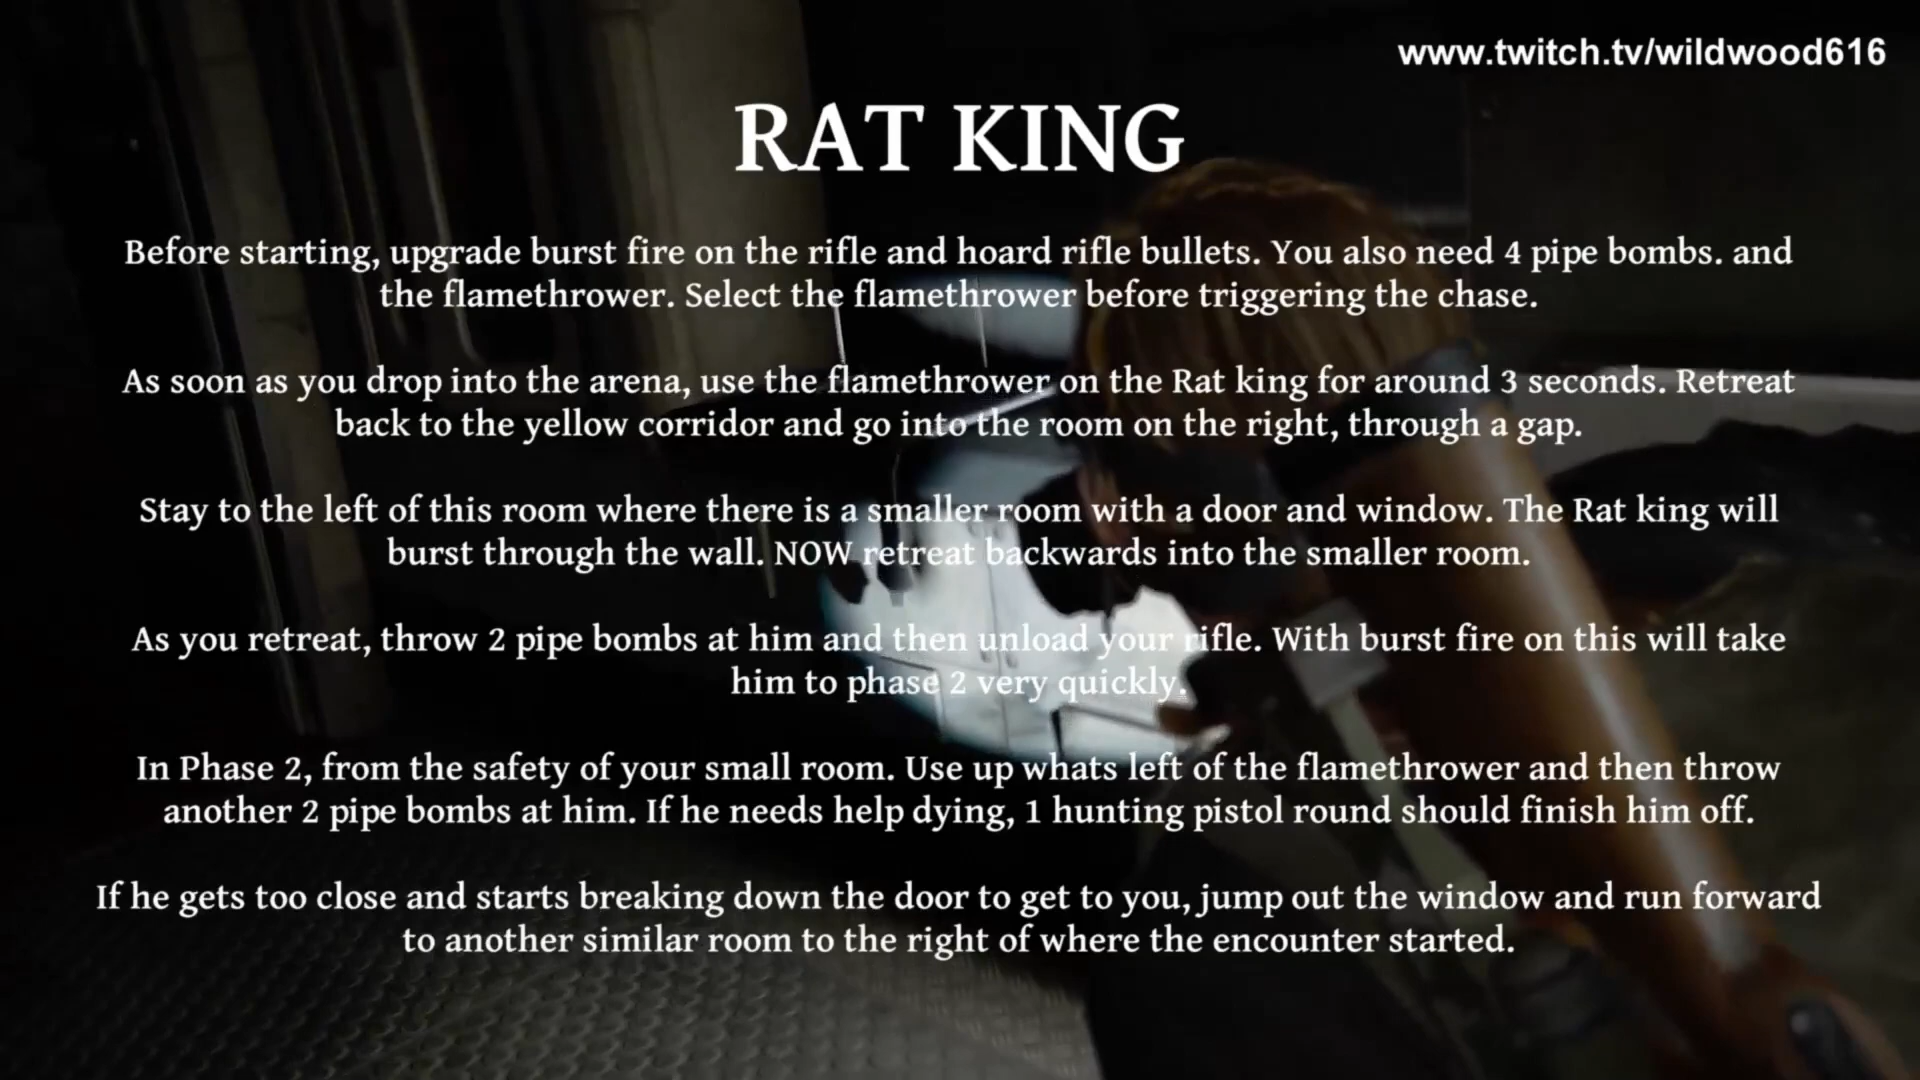 www.twitch.tv/wildwood616
RAT KING
Before starting, upgrade burst fire on the rifle and hoard rifle bullets. You also need 4 pipe bombs. and
the flamethrower. Select the flamethrower before triggering the chase.
As soon as you drop into the arena, use the flamethrower on the Rat king for around 3 seconds. Retreat
back to the yellow corridor and go into the room on the right, through a gap.
Stay to the left of this room where there is a smaller room with a door and window. The Rat king will
burst through the wall. NOW retreat backwards into the smaller room.
As you retreat, throw 2 pipe bombs at him and then unload your rifle. With burst fire on this will take
him to phase 2 very quickly.
In Phase 2, from the safety of your small room. Use up whats left of the flamethrower and then throw
another 2 pipe bombs at him. If he needs help dying, 1 hunting pistol round should finish him off.
If he gets too close and starts breaking down the door to get to you, jump out the window and run forward
to another similar room to the right of where the encounter started.